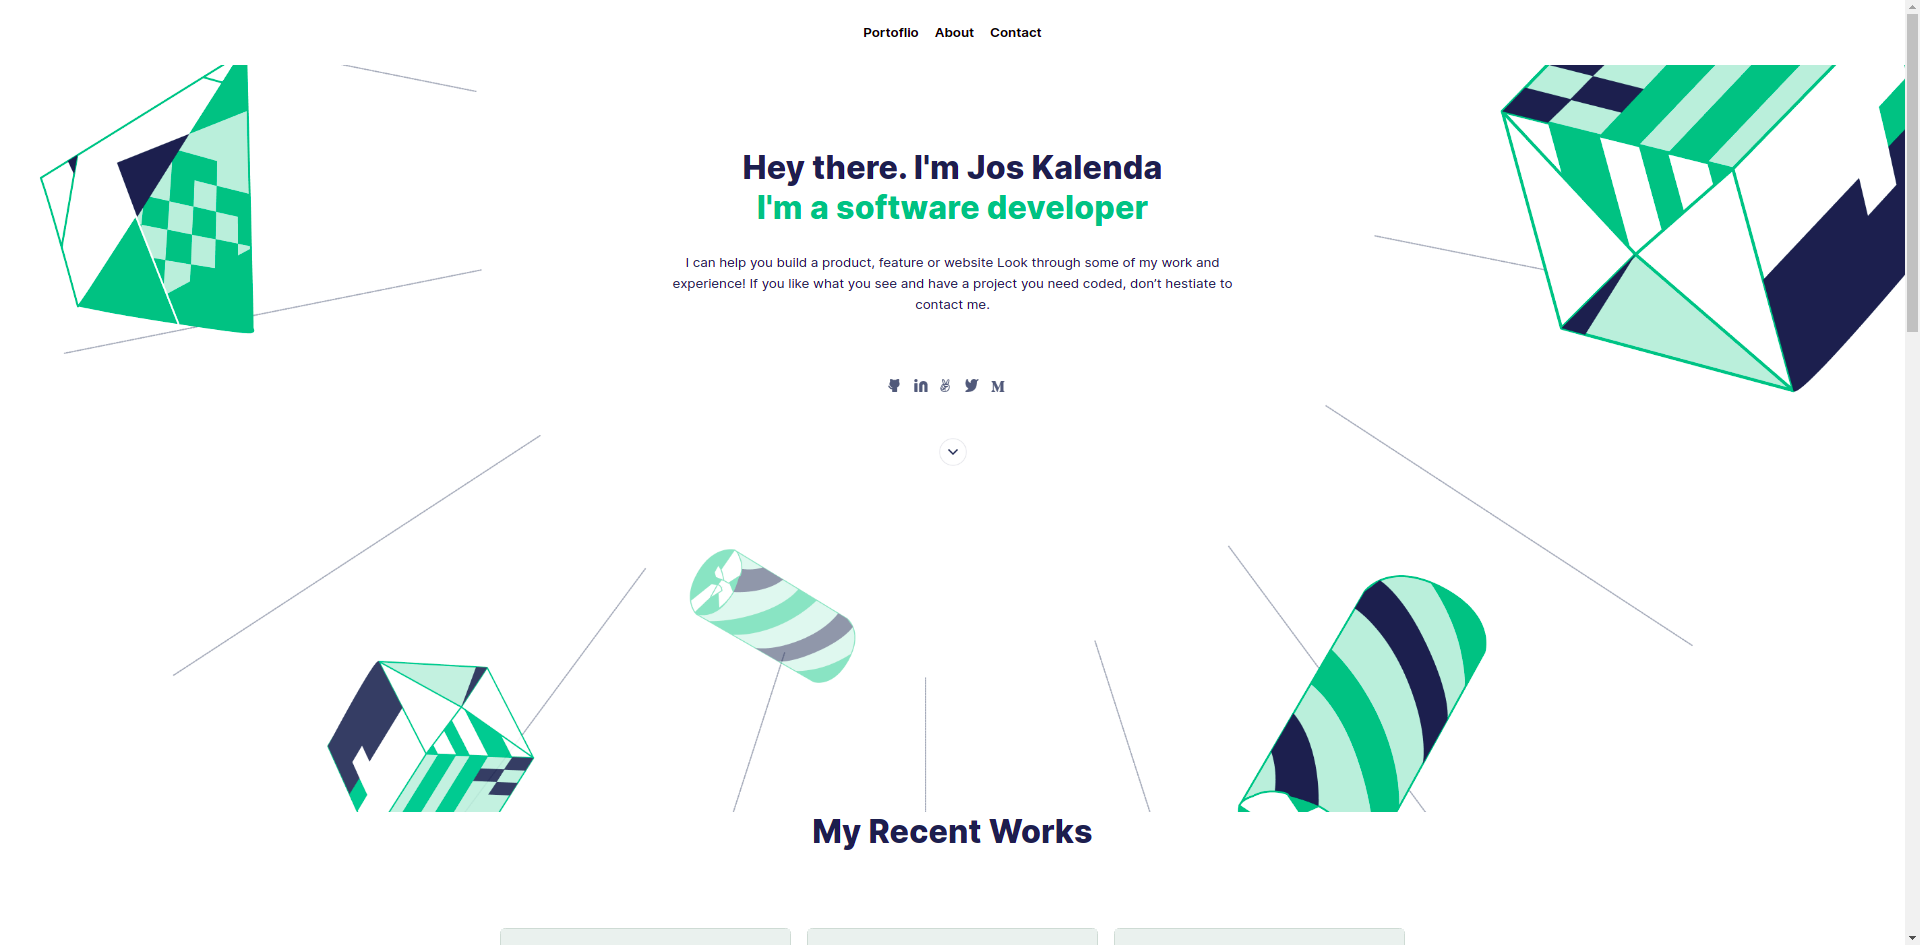 Portoflio About Contact
Hey there. I'm Jos Kalenda
I'm a software developer
I can help you build a product, feature or website Look through some of my work and
experience! If you like what you see and have a project you need coded, don’t hestiate to
contact me.
My Recent Works